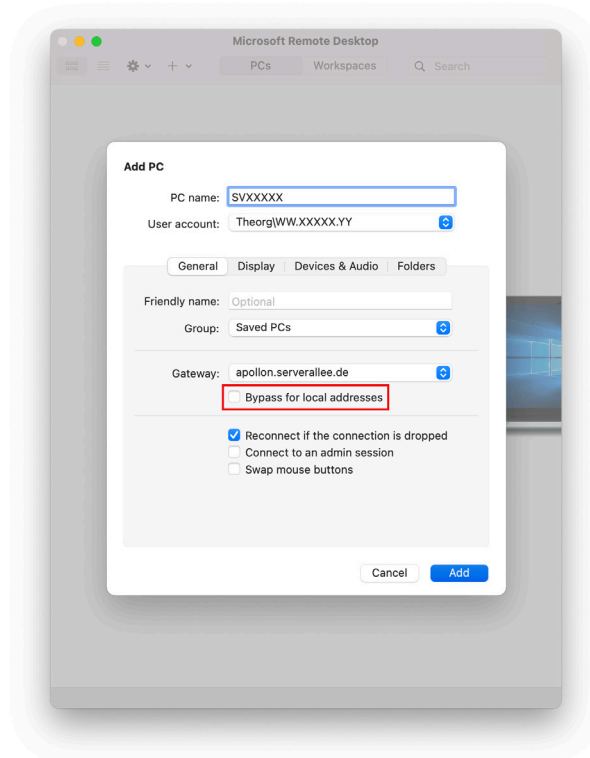 Microsoft Remote Desktop
PCs Workspaces Search
Add PC
PC name: SVXXXXX
User account: Theorg\WW.XXXXX.YY
General Display Devices & Audio Folders
Friendly name: Optional
Group: Saved PCs
Gateway: apollon.serverallee.de
Bypass for local addresses
Reconnect if the connection is dropped
Connect to an admin session
Swap mouse buttons
Cancel Add